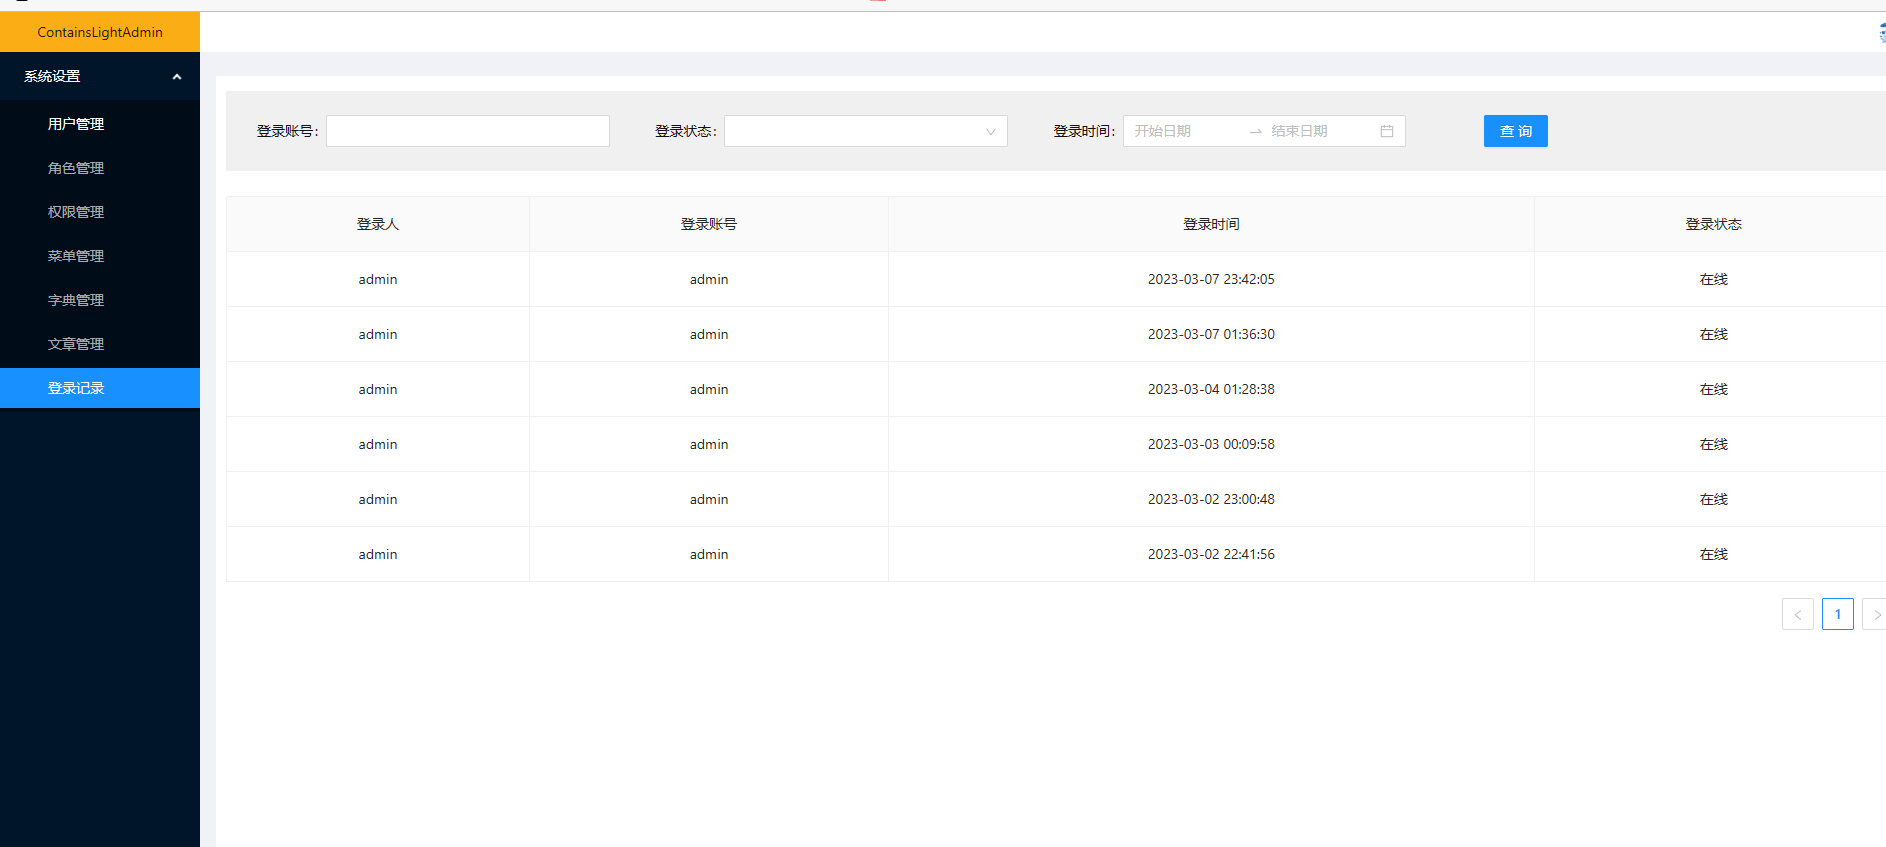 ContainsLightAdmin
系统设置
用户管理
角色管理
权限管理
菜单管理
字典管理
文章管理
登录记录
登录账号: 登录状态: 登录时间: 开始日期 结束日期 查 询
登录人 登录账号 登录时间 登录状态
admin admin 2023-03-07 23:42:05 在线
admin admin 2023-03-07 01:36:30 在线
admin admin 2023-03-04 01:28:38 在线
admin admin 2023-03-03 00:09:58 在线
admin admin 2023-03-02 23:00:48 在线
admin admin 2023-03-02 22:41:56 在线
< 1 >